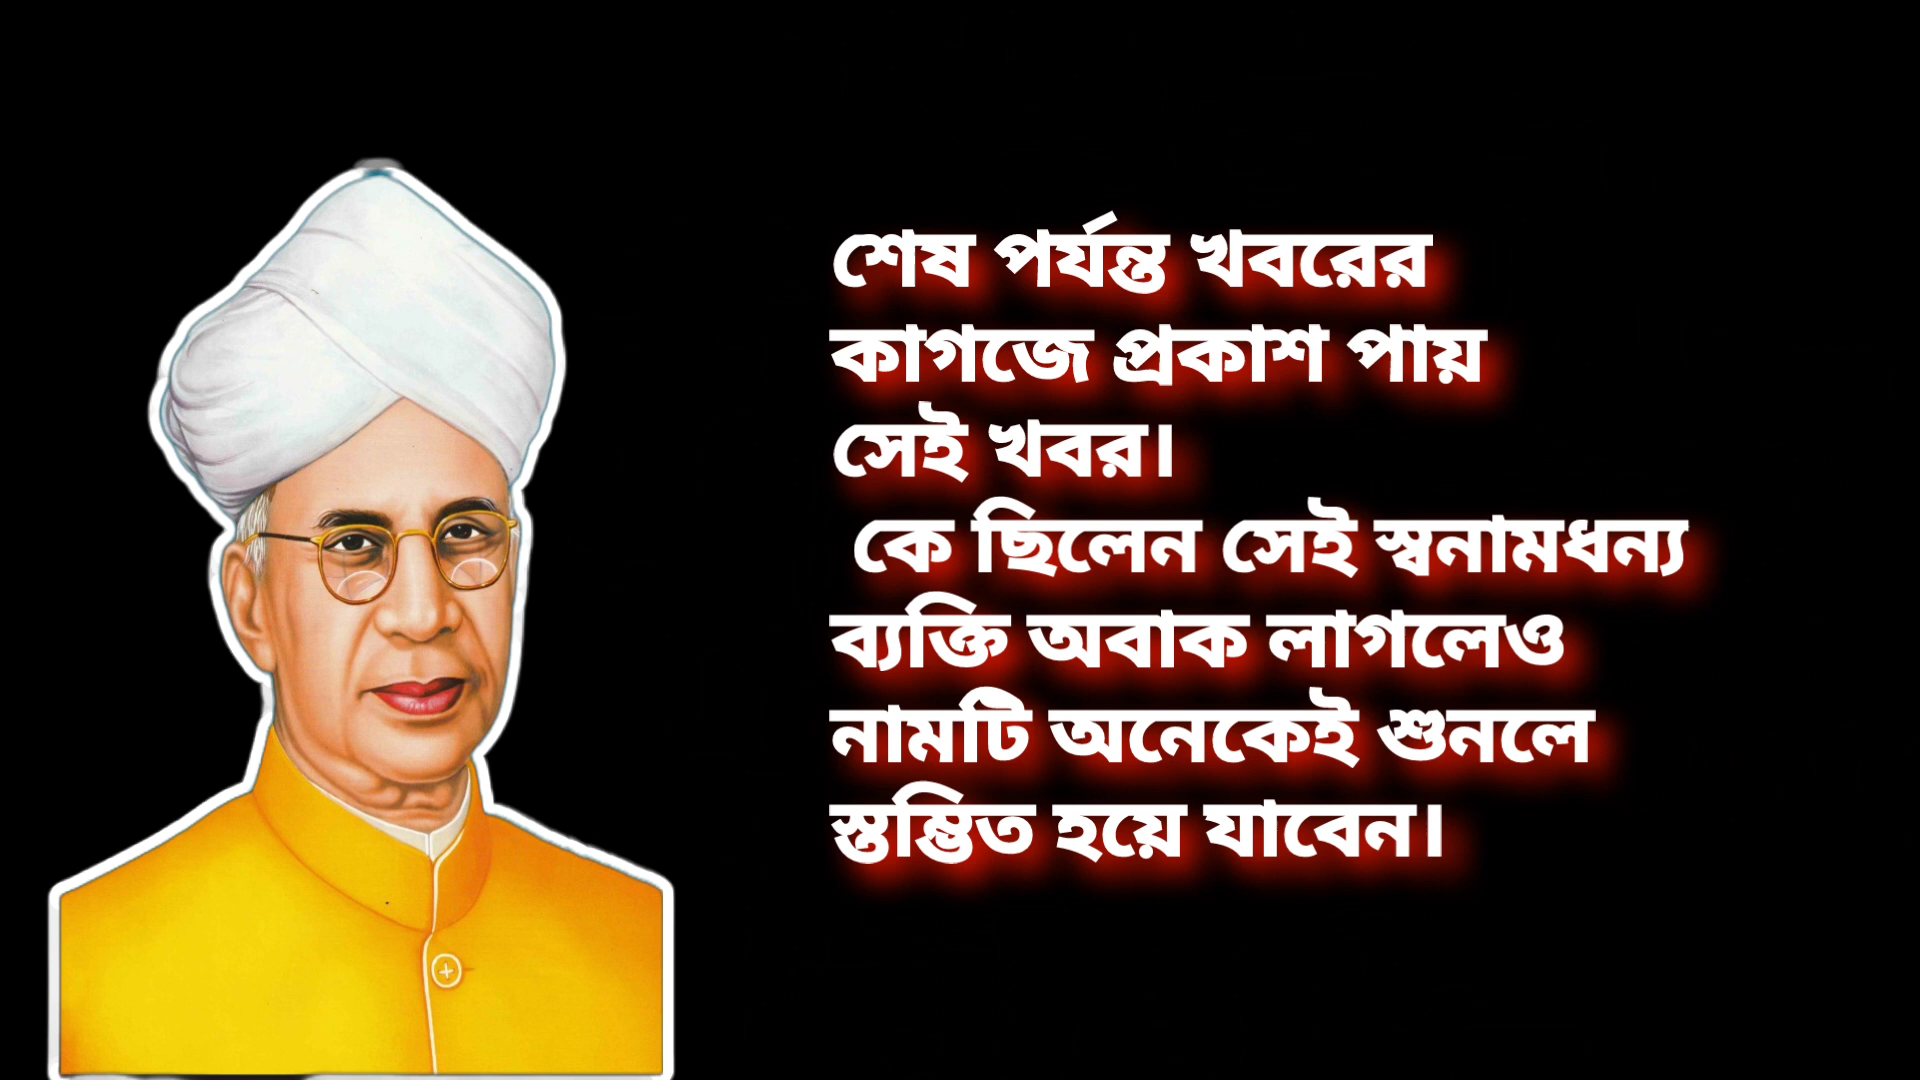 শেষ পর্যন্ত খবরের
কাগজে প্রকাশ পায়
সেই খবর।
কে ছিলেন সেই স্বনামধন্য
ব্যক্তি অবাক লাগলেও
নামটি অনেকেই শুনলে
স্তম্ভিত হয়ে যাবেন।